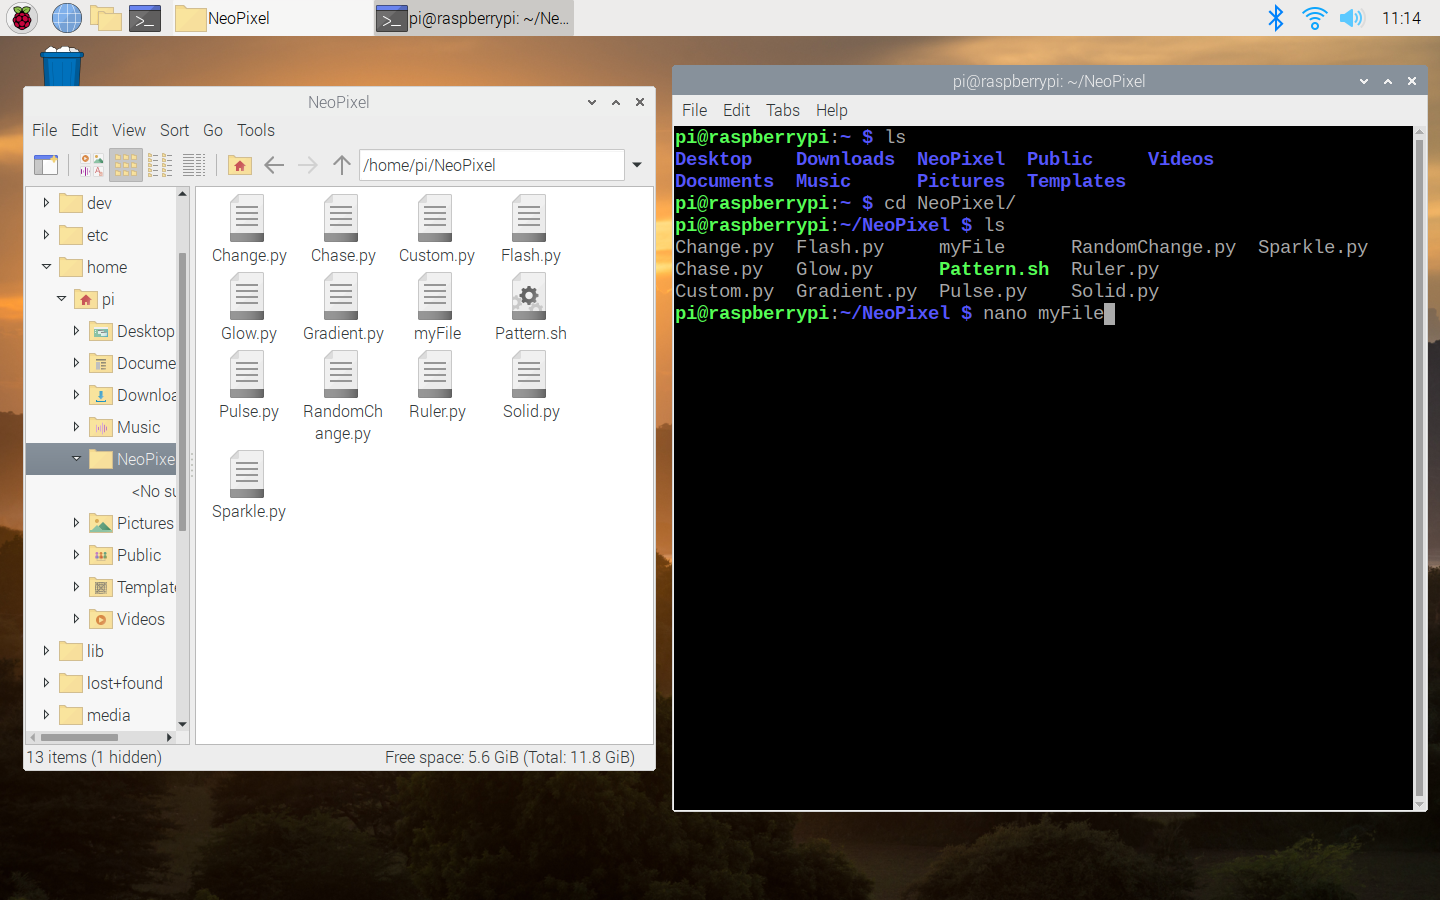 NeoPixel
pi@raspberrypi: ~/Ne...
11:14
NeoPixel
File Edit View Sort Go Tools
/home/pi/NeoPixel
dev
etc
home
pi
Desktop
Docume
Downloa
Music
NeoPixe
<No su
Pictures
Public
Templat
Videos
lib
lost+found
media
Change.py Chase.py Custom.py Flash.py
Glow.py Gradient.py myFile Pattern.sh
Pulse.py RandomCh Ruler.py Solid.py
ange.py
Sparkle.py
13 items (1 hidden) Free space: 5.6 GiB (Total: 11.8 GiB)
pi@raspberrypi: ~/NeoPixel
File Edit Tabs Help
pi@raspberrypi:~ $ ls
Desktop Downloads NeoPixel Public Videos
Documents Music Pictures Templates
pi@raspberrypi:~ $ cd NeoPixel/
pi@raspberrypi:~/NeoPixel $ ls
Change.py Flash.py myFile RandomChange.py Sparkle.py
Chase.py Glow.py Pattern.sh Ruler.py
Custom.py Gradient.py Pulse.py Solid.py
pi@raspberrypi:~/NeoPixel $ nano myFile